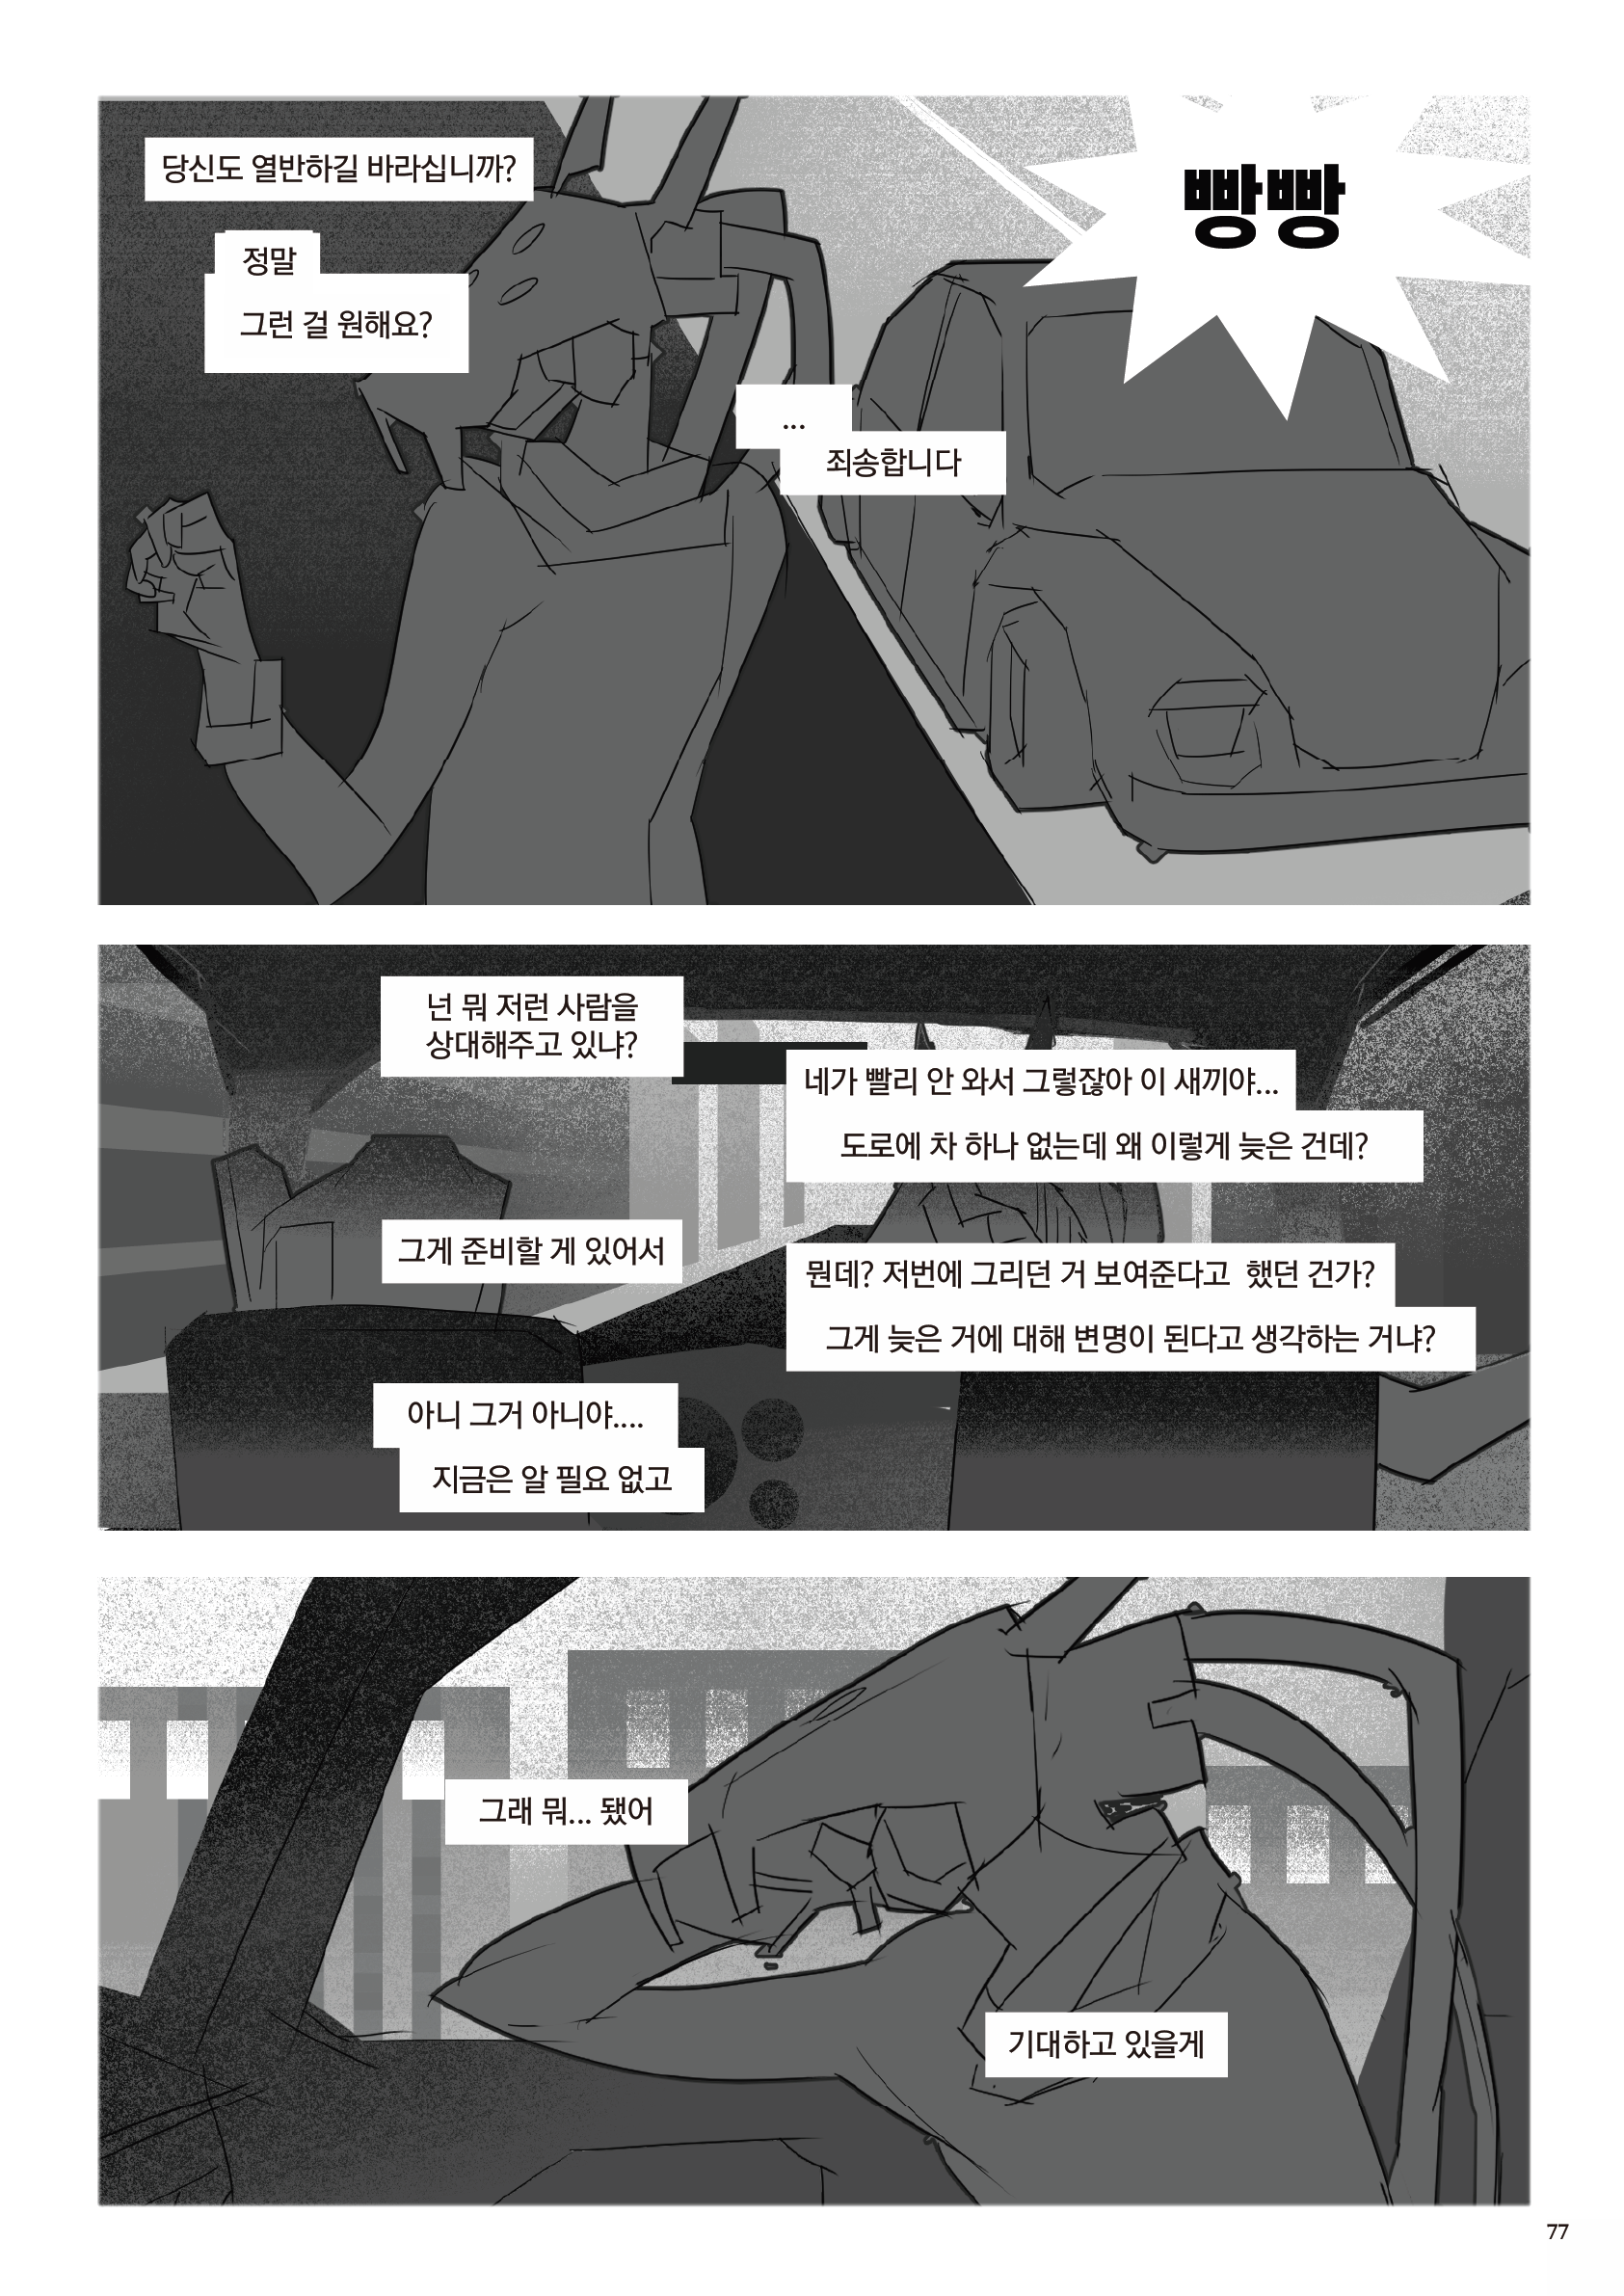 당신도 열반하길 바라십니까?
정말
그런 걸 원해요?
빵빵
...
죄송합니다
넌 뭐 저런 사람을
상대해주고 있냐?
네가 빨리 안 와서 그렇잖아 이 새끼야...
도로에 차 하나 없는데 왜 이렇게 늦은 건데?
그게 준비할 게 있어서
뭔데? 저번에 그리던 거 보여준다고 했던 건가?
그게 늦은 거에 대해 변명이 된다고 생각하는 거냐?
아니 그거 아니야....
지금은 알 필요 없고
그래 뭐... 됐어
기대하고 있을게
77